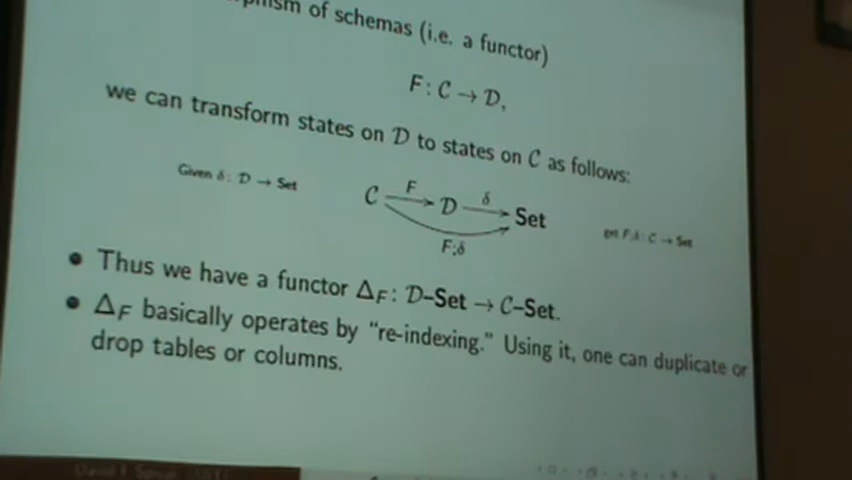 of schemas (i.e. a functor)
F : C → D,
we can transform states on D to states on C as follows:
Given δ : D → Set
C F D δ Set
F;δ
get F;δ : C → Set
• Thus we have a functor Δ_F : D–Set → C–Set.
• Δ_F basically operates by “re-indexing.” Using it, one can duplicate or
drop tables or columns.